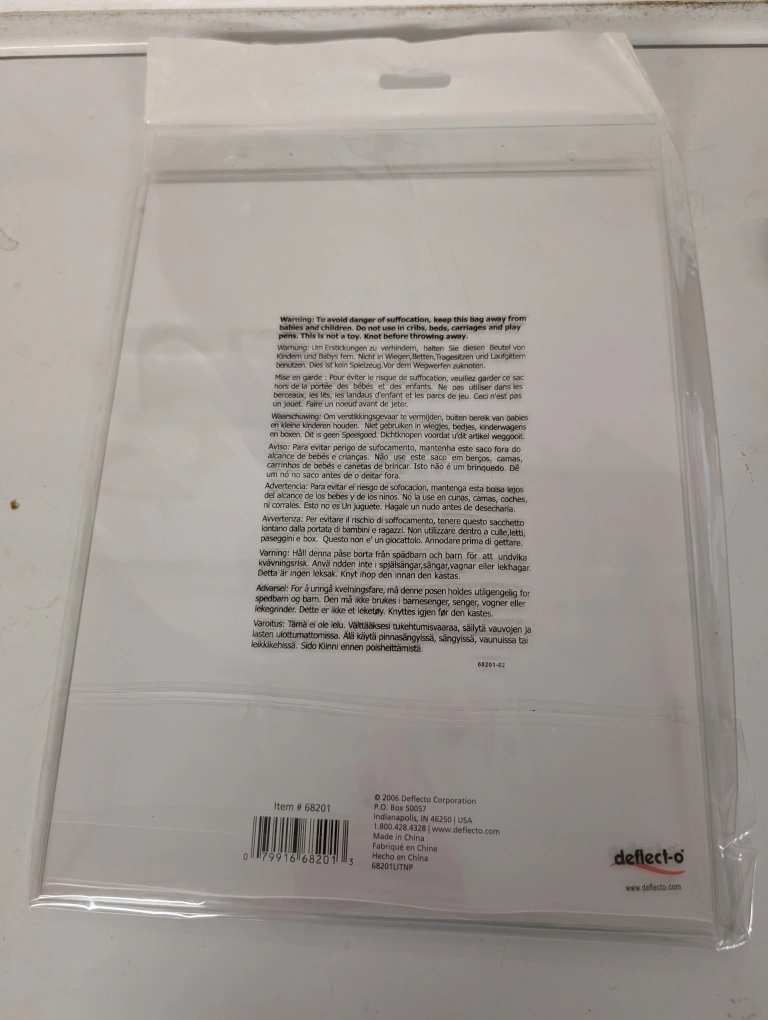 Warning: To avoid danger of suffocation, keep this bag away from
babies and children. Do not use in cribs, beds, carriages and play
pens. This is not a toy. Knot before throwing away.
Warnung: Um Erstickungen zu verhindern, halten Sie diesen Beutel von
Kindern und Babys fern. Nicht in Wiegen,Betten,Tragesitzen und Laufgittern
benutzen. Dies ist kein Spielzeug.Vor dem Wegwerfen zuknoten.
Mise en garde : Pour éviter le risque de suffocation, veuillez garder ce sac
hors de la portée des bébés et des enfants. Ne pas utiliser dans les
berceaux, les lits, les landaus d'enfant et les parcs de jeu. Ceci n'est pas
un jouet. Faire un noeud avant de jeter.
Waarschuwing: Om verstikkingsgevaar te vermijden, buiten bereik van babies
en kleine kinderen houden. Niet gebruiken in wiegjes, bedjes, kinderwagens
en boxen. Dit is geen Speelgoed. Dichtknopen voordat u'dit artikel weggooit.
Aviso: Para evitar perigo de sufocamento, mantenha este saco fora do
alcance de bebés e crianças. Não use este saco em berços, camas,
carrinhos de bebés e canetas de brincar. Isto não é um brinquedo. Dê
um nó no saco antes de o deitar fora.
Advertencia: Para evitar el riesgo de sofocacion, mantenga esta bolsa lejos
del alcance de los bebes y de los ninos. No la use en cunas, camas, coches,
ni corrales. Esto no es Un juguete. Hagale un nudo antes de desecharla.
Avvertenza: Per evitare il rischio di soffocamento, tenere questo sacchetto
lontano dalla portata di bambini e ragazzi. Non utilizzare dentro a culle,letti,
paseggini e box. Questo non e' un giocattolo. Annodare prima di gettare.
Varning: Håll denna påse borta från spädbarn och barn för att undvika
kvävningsrisk. Anvä ndden inte i spjälsängar,sängar,vagnar eller lekhagar.
Detta är ingen leksak. Knyt ihop den innan den kastas.
Advarsel: For å unngå kvelningsfare, må denne posen holdes utilgengelig for
spedbarn og barn. Den må ikke brukes i barnesenger, senger, vogner eller
lekegrinder. Dette er ikke et leketøy. Knyttes igjen før den kastes.
Varoitus: Tämä ei ole lelu. Välttääksesi tukehtumisvaaraa, säilytä vauvojen ja
lasten ulottumattomissa. Älä käytä pinnasängyissä, sängyissä, vaunuissa tai
leikkikehissä. Sido Kiinni ennen poisheittämistä.
68201-02
Item # 68201
0 79916 68201 3
© 2006 Deflecto Corporation
P.O. Box 50057
Indianapolis, IN 46250 | USA
1.800.428.4328 | www.deflecto.com
Made in China
Fabriqué en Chine
Hecho en China
68201LITNP
deflect-o
www.deflecto.com